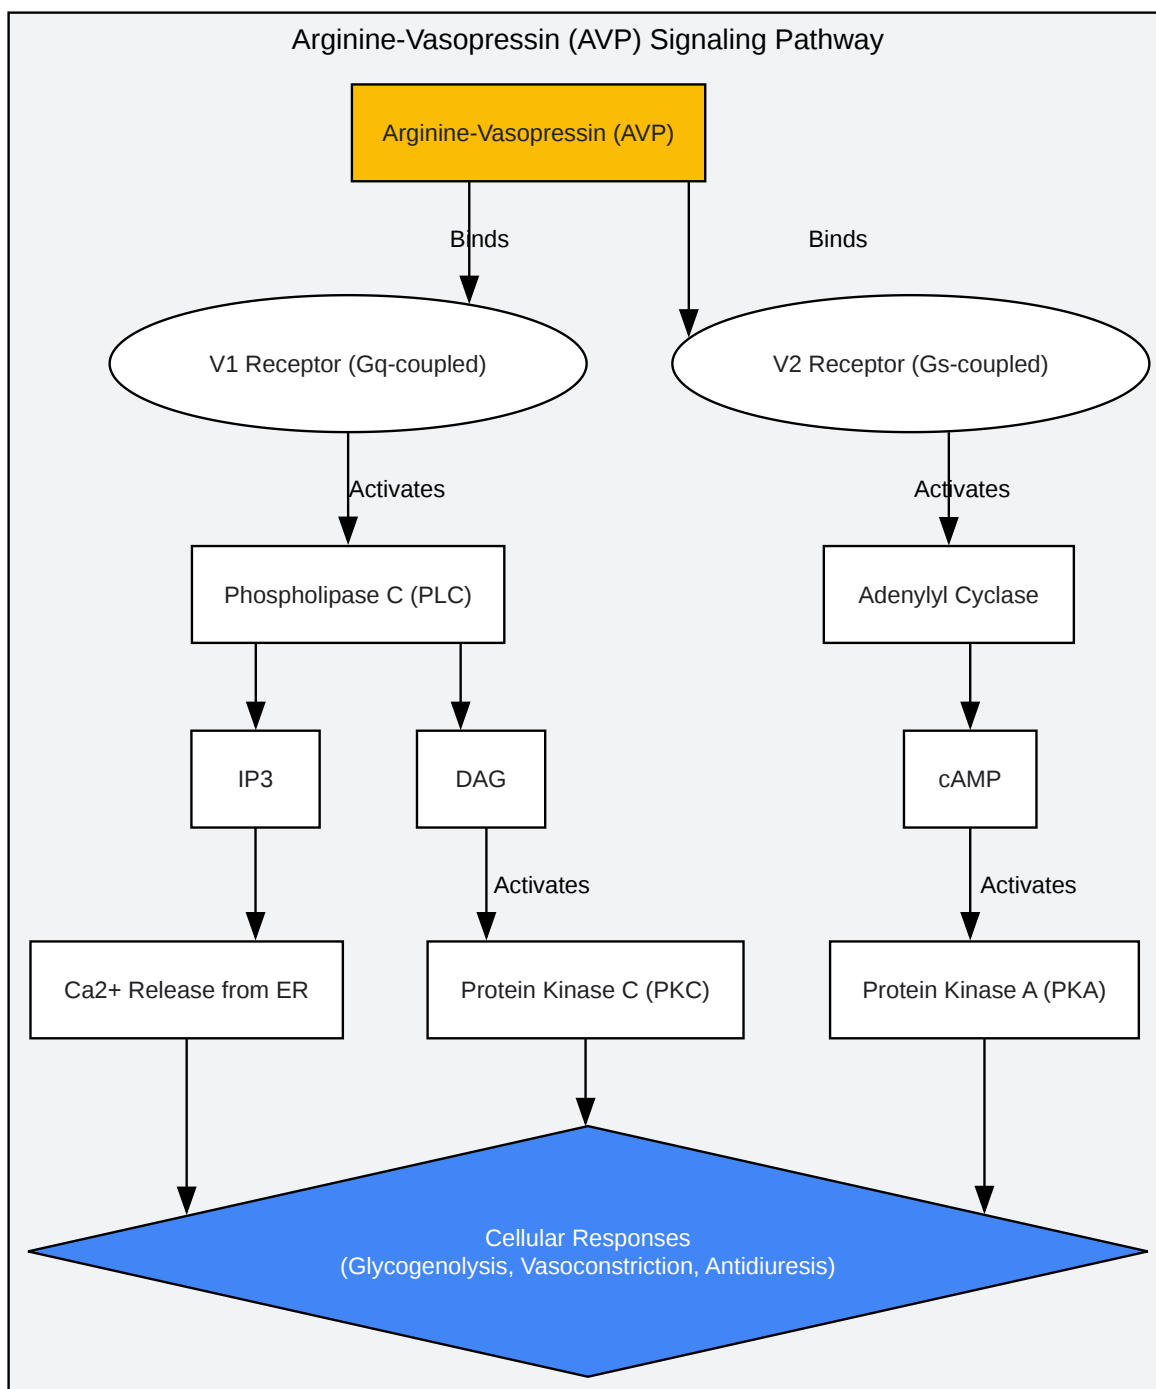 Arginine-Vasopressin (AVP) Signaling Pathway
Arginine-Vasopressin (AVP)
Binds
Binds
V1 Receptor (Gq-coupled)
V2 Receptor (Gs-coupled)
Activates
Activates
Phospholipase C (PLC)
Adenylyl Cyclase
IP3
DAG
cAMP
Activates
Activates
Ca2+ Release from ER
Protein Kinase C (PKC)
Protein Kinase A (PKA)
Cellular Responses
(Glycogenolysis, Vasoconstriction, Antidiuresis)